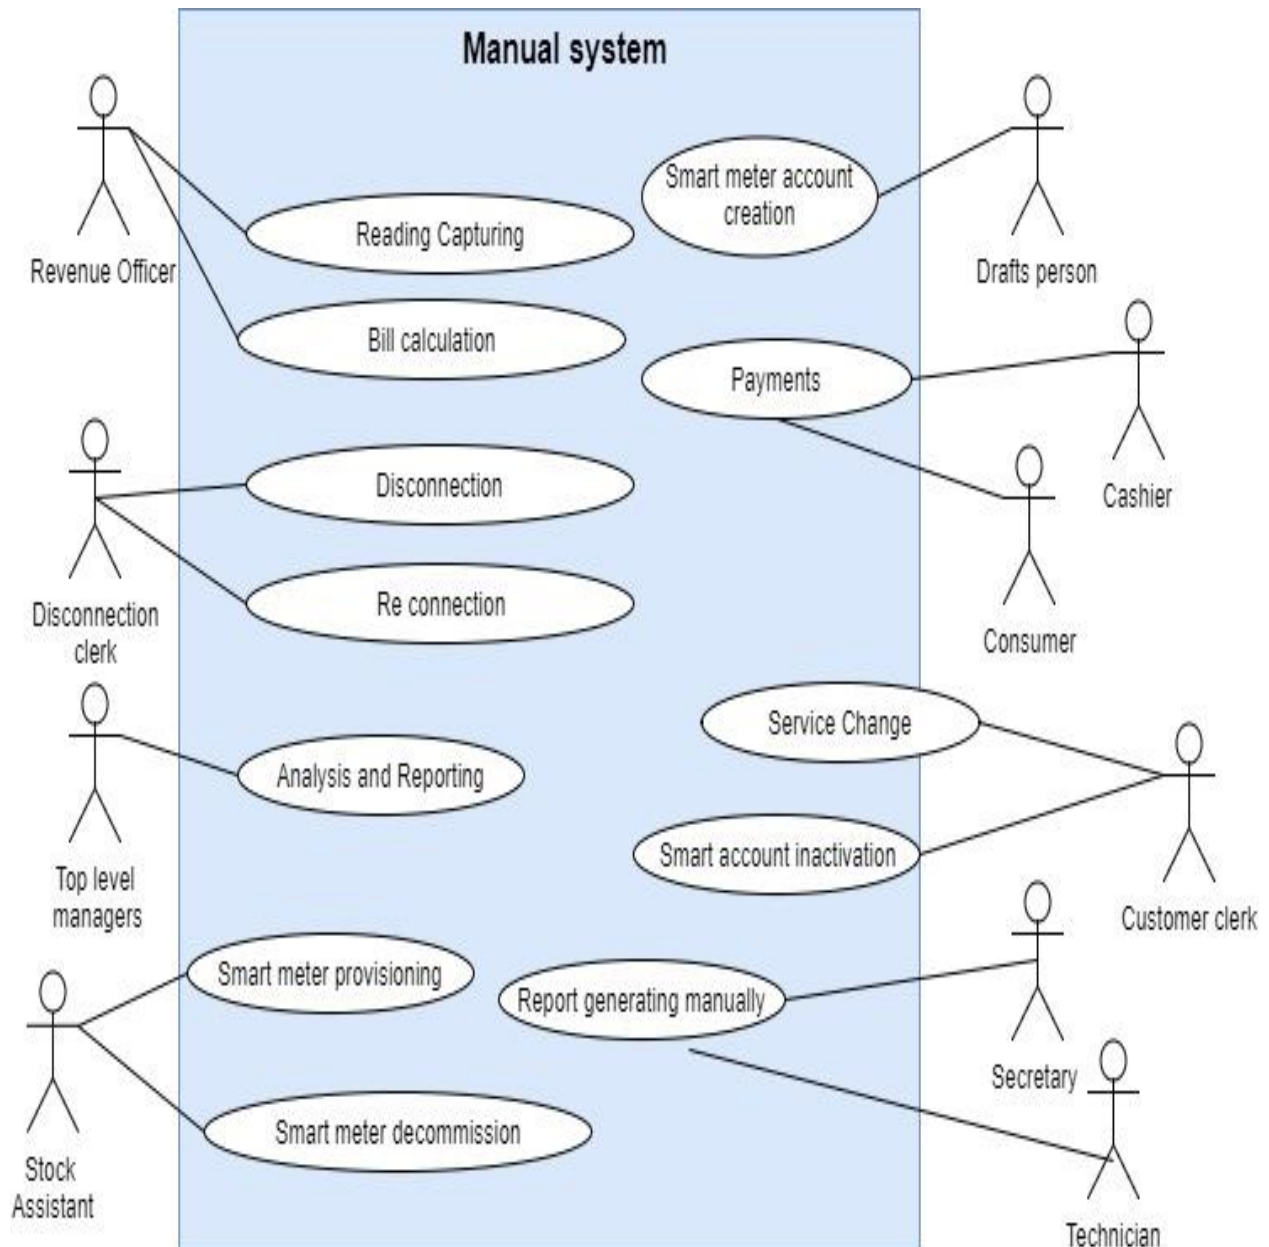 Manual system
Revenue Officer
Reading Capturing
Bill calculation
Smart meter account
creation
Drafts person
Payments
Cashier
Consumer
Disconnection
Re connection
Disconnection
clerk
Service Change
Smart account inactivation
Customer clerk
Analysis and Reporting
Top level
managers
Smart meter provisioning
Report generating manually
Secretary
Smart meter decommission
Stock
Assistant
Technician